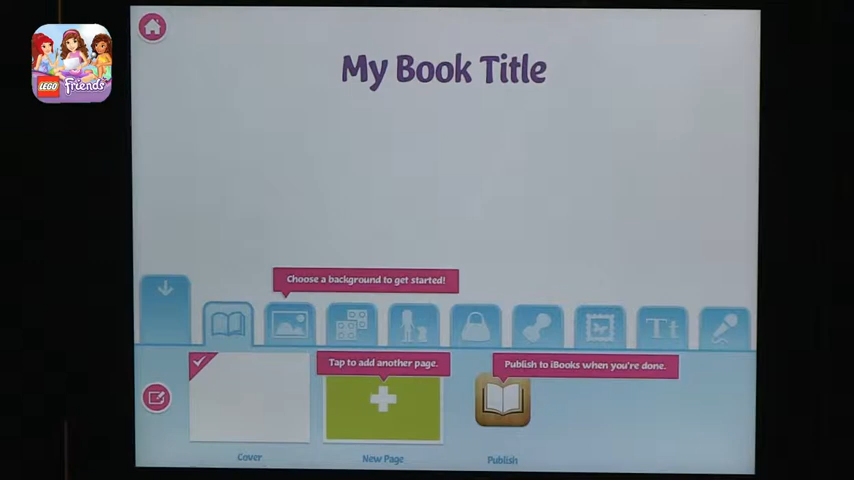 My Book Title
LEGO
friends
Choose a background to get started!
Tt
Tap to add another page.
Publish to iBooks when you're done.
Cover
New Page
Publish